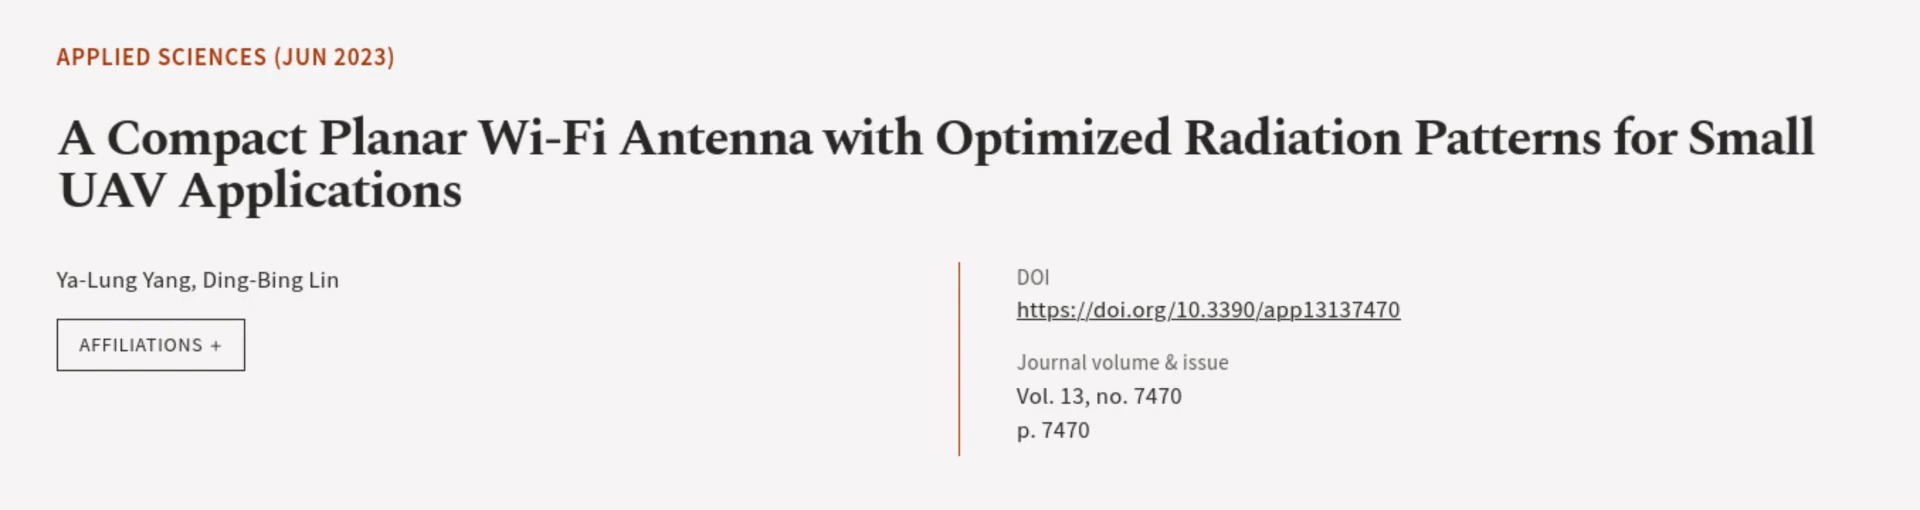 APPLIED SCIENCES (JUN 2023)
A Compact Planar Wi-Fi Antenna with Optimized Radiation Patterns for Small
UAV Applications
Ya-Lung Yang, Ding-Bing Lin
AFFILIATIONS +
DOI
https://doi.org/10.3390/app13137470
Journal volume & issue
Vol. 13, no. 7470
p. 7470